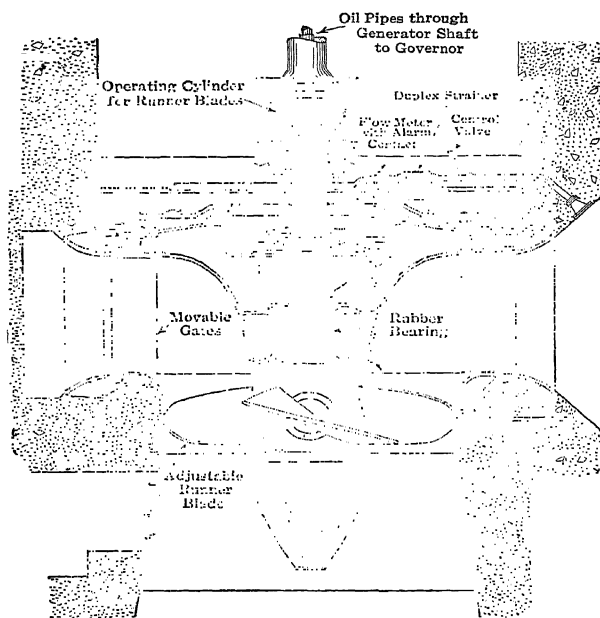 Oil Pipes through
Generator Shaft
to Governor
Operating Cylinder
for Runner Blades
Duplex Strainer
Flow Meter
with Alarm
Contact
Control
Valve
Movable
Gates
Rubber
Bearing
Adjustable
Runner
Blade